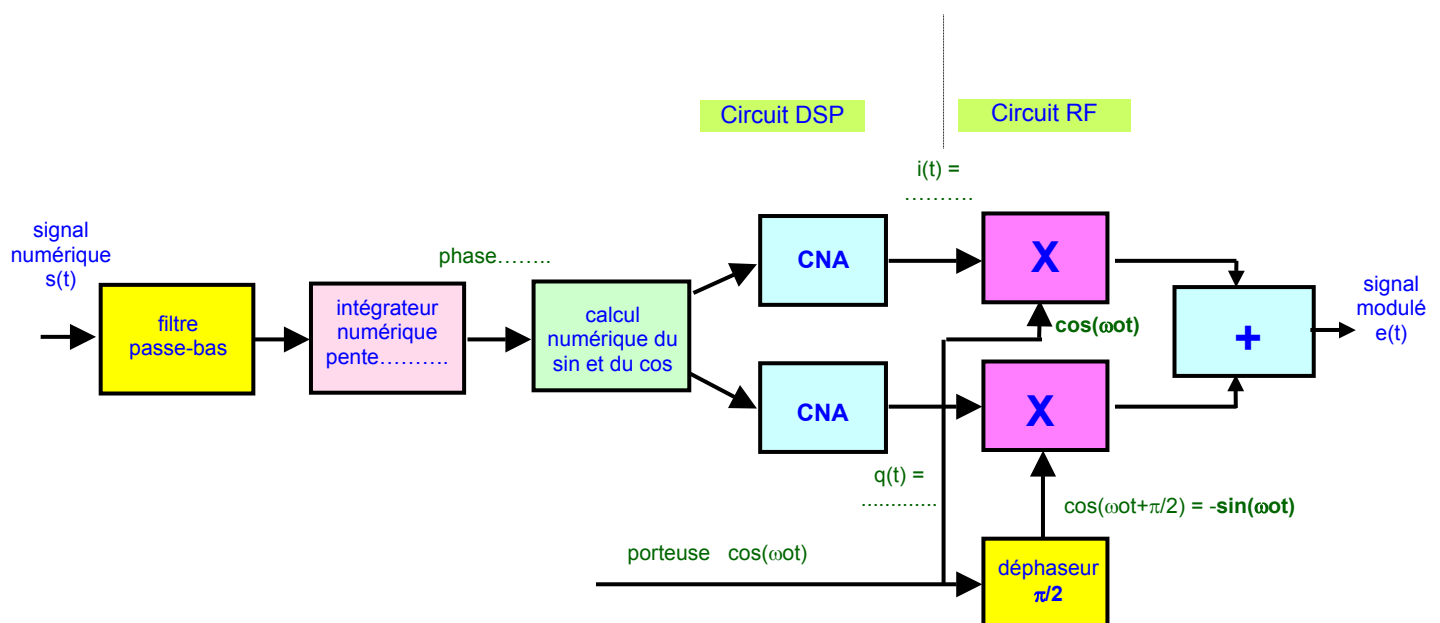 Circuit DSP
Circuit RF
i(t) =
……….
signal
numérique
s(t)
phase……..
CNA
X
signal
modulé
e(t)
filtre
passe-bas
intégrateur
numérique
pente……….
calcul
numérique du
sin et du cos
cos(ωot)
+
CNA
X
q(t) =
………….
cos(ωot+π/2) = -sin(ωot)
porteuse cos(ωot)
déphaseur
π/2